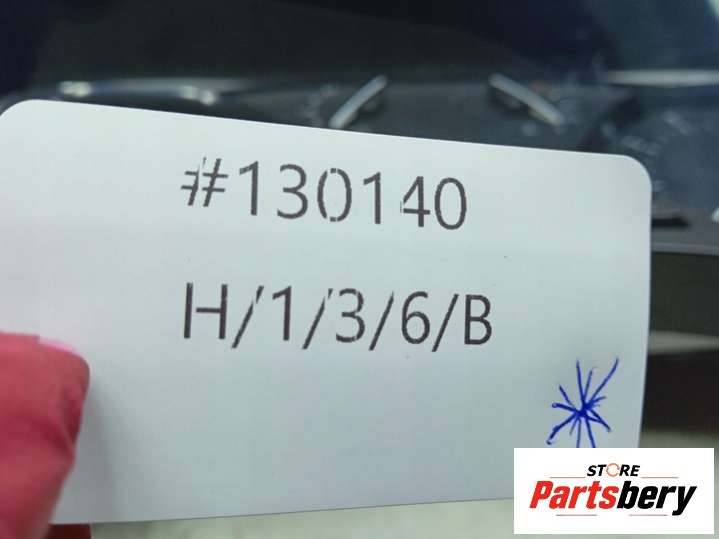 #130140
H/1/3/6/B
STORE
Partsbery